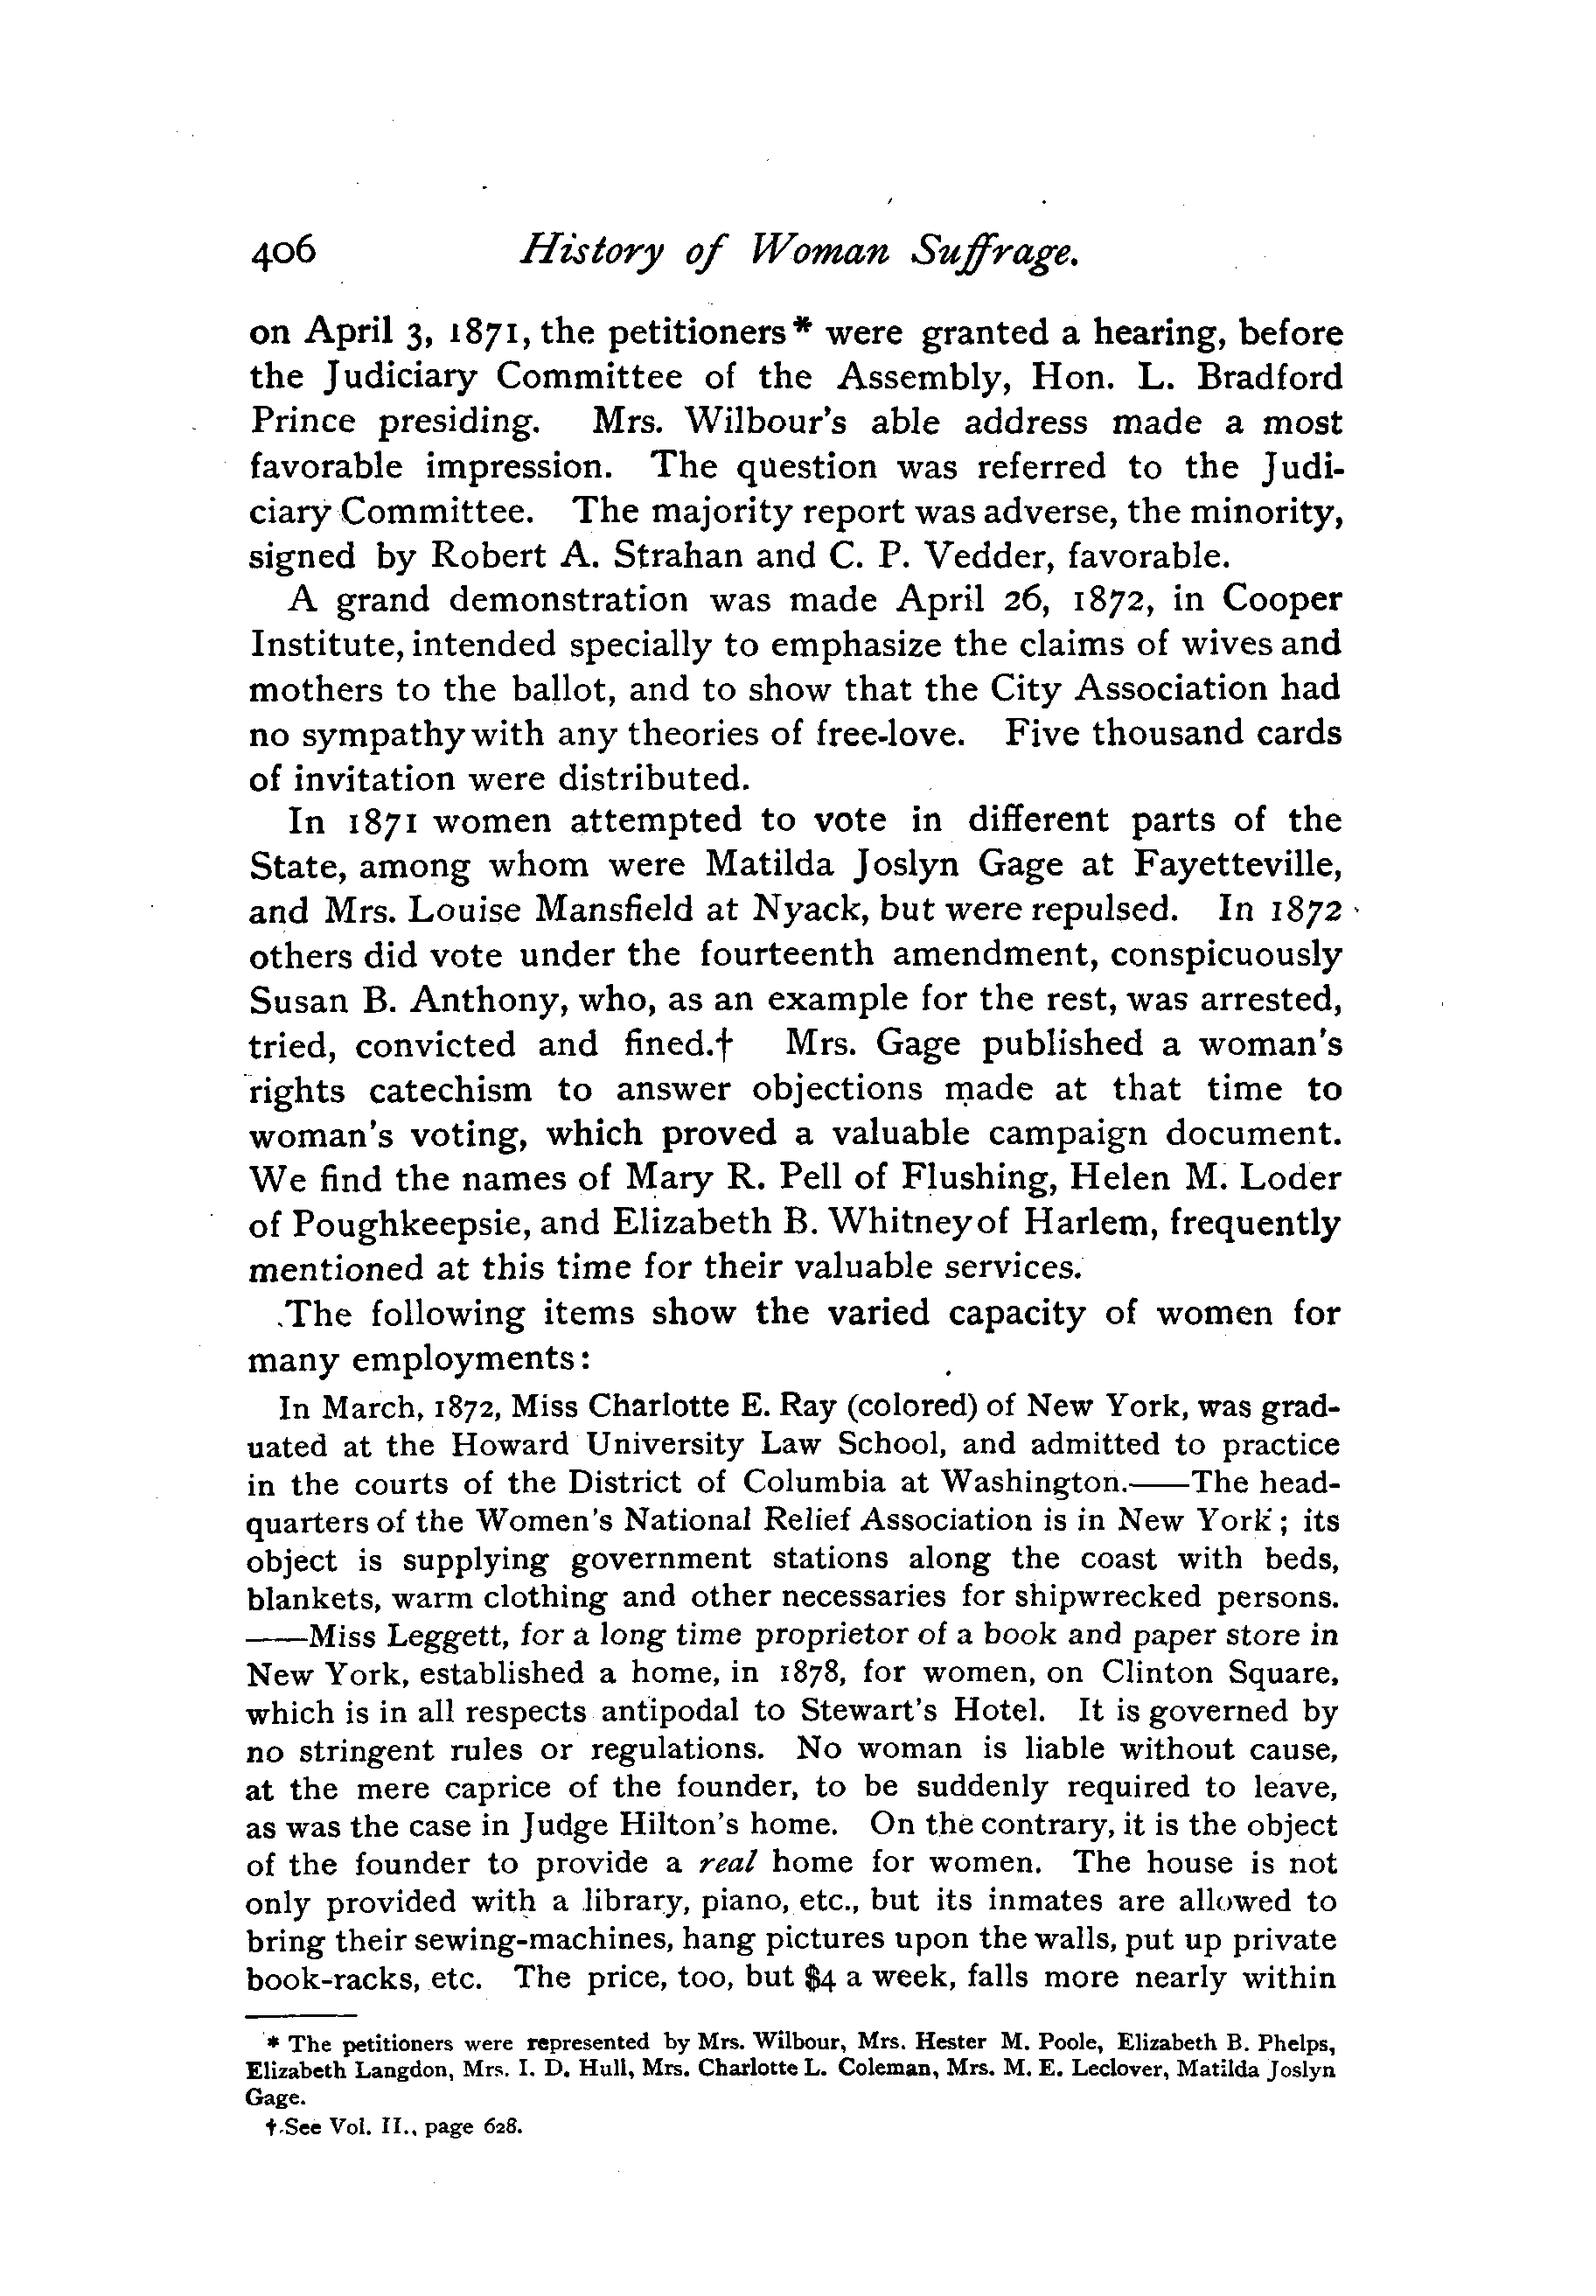 406 History of Woman Suffrage.
on April 3, 1871, the petitioners* were granted a hearing, before
the Judiciary Committee of the Assembly, Hon. L. Bradford
Prince presiding. Mrs. Wilbour's able address made a most
favorable impression. The question was referred to the Judi-
ciary Committee. The majority report was adverse, the minority,
signed by Robert A. Strahan and C. P. Vedder, favorable.
A grand demonstration was made April 26, 1872, in Cooper
Institute, intended specially to emphasize the claims of wives and
mothers to the ballot, and to show that the City Association had
no sympathy with any theories of free-love. Five thousand cards
of invitation were distributed.
In 1871 women attempted to vote in different parts of the
State, among whom were Matilda Joslyn Gage at Fayetteville,
and Mrs. Louise Mansfield at Nyack, but were repulsed. In 1872
others did vote under the fourteenth amendment, conspicuously
Susan B. Anthony, who, as an example for the rest, was arrested,
tried, convicted and fined.† Mrs. Gage published a woman's
rights catechism to answer objections made at that time to
woman's voting, which proved a valuable campaign document.
We find the names of Mary R. Pell of Flushing, Helen M. Loder
of Poughkeepsie, and Elizabeth B. Whitney of Harlem, frequently
mentioned at this time for their valuable services.
The following items show the varied capacity of women for
many employments:
In March, 1872, Miss Charlotte E. Ray (colored) of New York, was grad-
uated at the Howard University Law School, and admitted to practice
in the courts of the District of Columbia at Washington.——The head-
quarters of the Women's National Relief Association is in New York; its
object is supplying government stations along the coast with beds,
blankets, warm clothing and other necessaries for shipwrecked persons.
——Miss Leggett, for a long time proprietor of a book and paper store in
New York, established a home, in 1878, for women, on Clinton Square,
which is in all respects antipodal to Stewart's Hotel. It is governed by
no stringent rules or regulations. No woman is liable without cause,
at the mere caprice of the founder, to be suddenly required to leave,
as was the case in Judge Hilton's home. On the contrary, it is the object
of the founder to provide a real home for women. The house is not
only provided with a library, piano, etc., but its inmates are allowed to
bring their sewing-machines, hang pictures upon the walls, put up private
book-racks, etc. The price, too, but $4 a week, falls more nearly within
* The petitioners were represented by Mrs. Wilbour, Mrs. Hester M. Poole, Elizabeth B. Phelps,
Elizabeth Langdon, Mrs. I. D. Hull, Mrs. Charlotte L. Coleman, Mrs. M. E. Leclover, Matilda Joslyn
Gage.
† See Vol. II., page 628.